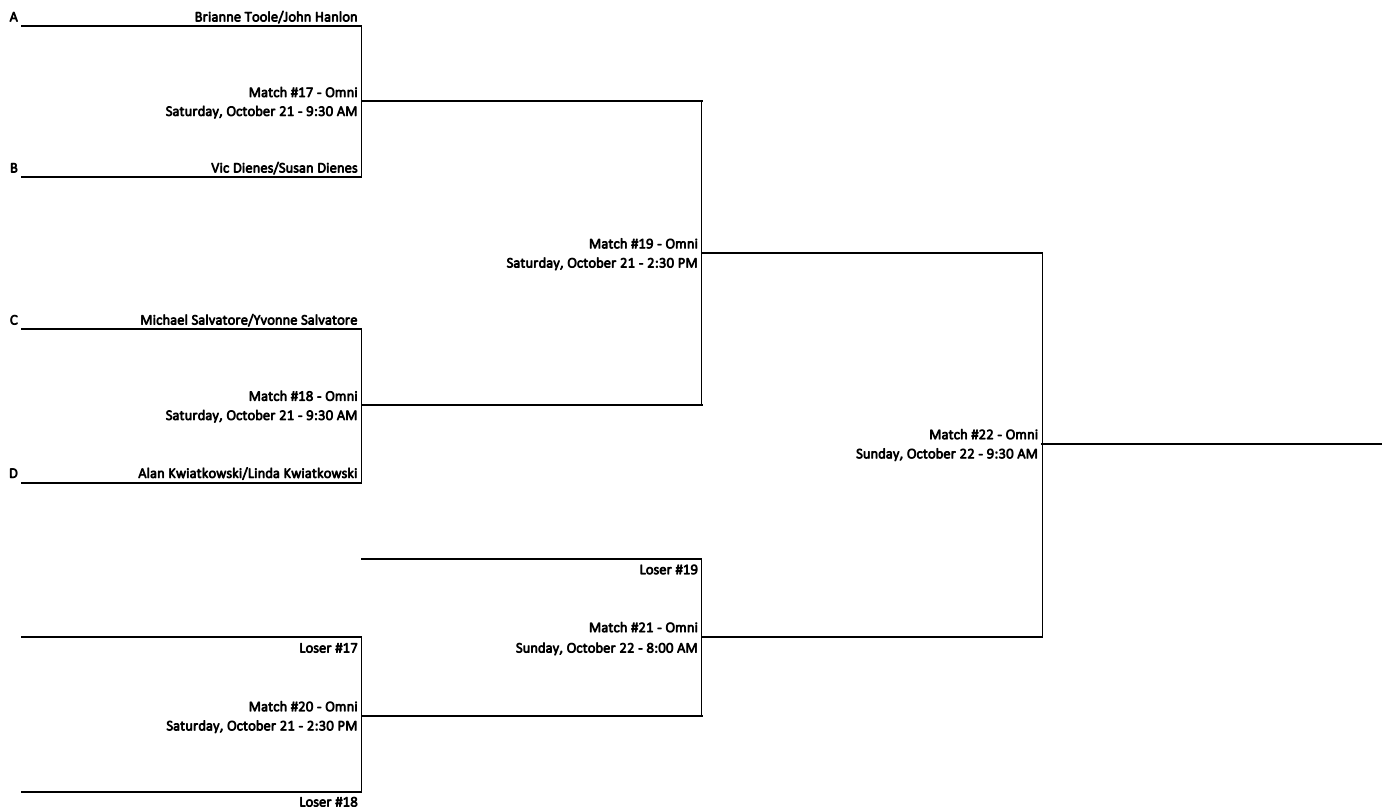 A Brianne Toole/John Hanlon
Match #17 - Omni
Saturday, October 21 - 9:30 AM
B Vic Dienes/Susan Dienes
Match #19 - Omni
Saturday, October 21 - 2:30 PM
C Michael Salvatore/Yvonne Salvatore
Match #18 - Omni
Saturday, October 21 - 9:30 AM
Match #22 - Omni
Sunday, October 22 - 9:30 AM
D Alan Kwiatkowski/Linda Kwiatkowski
Loser #19
Match #21 - Omni
Sunday, October 22 - 8:00 AM
Loser #17
Match #20 - Omni
Saturday, October 21 - 2:30 PM
Loser #18